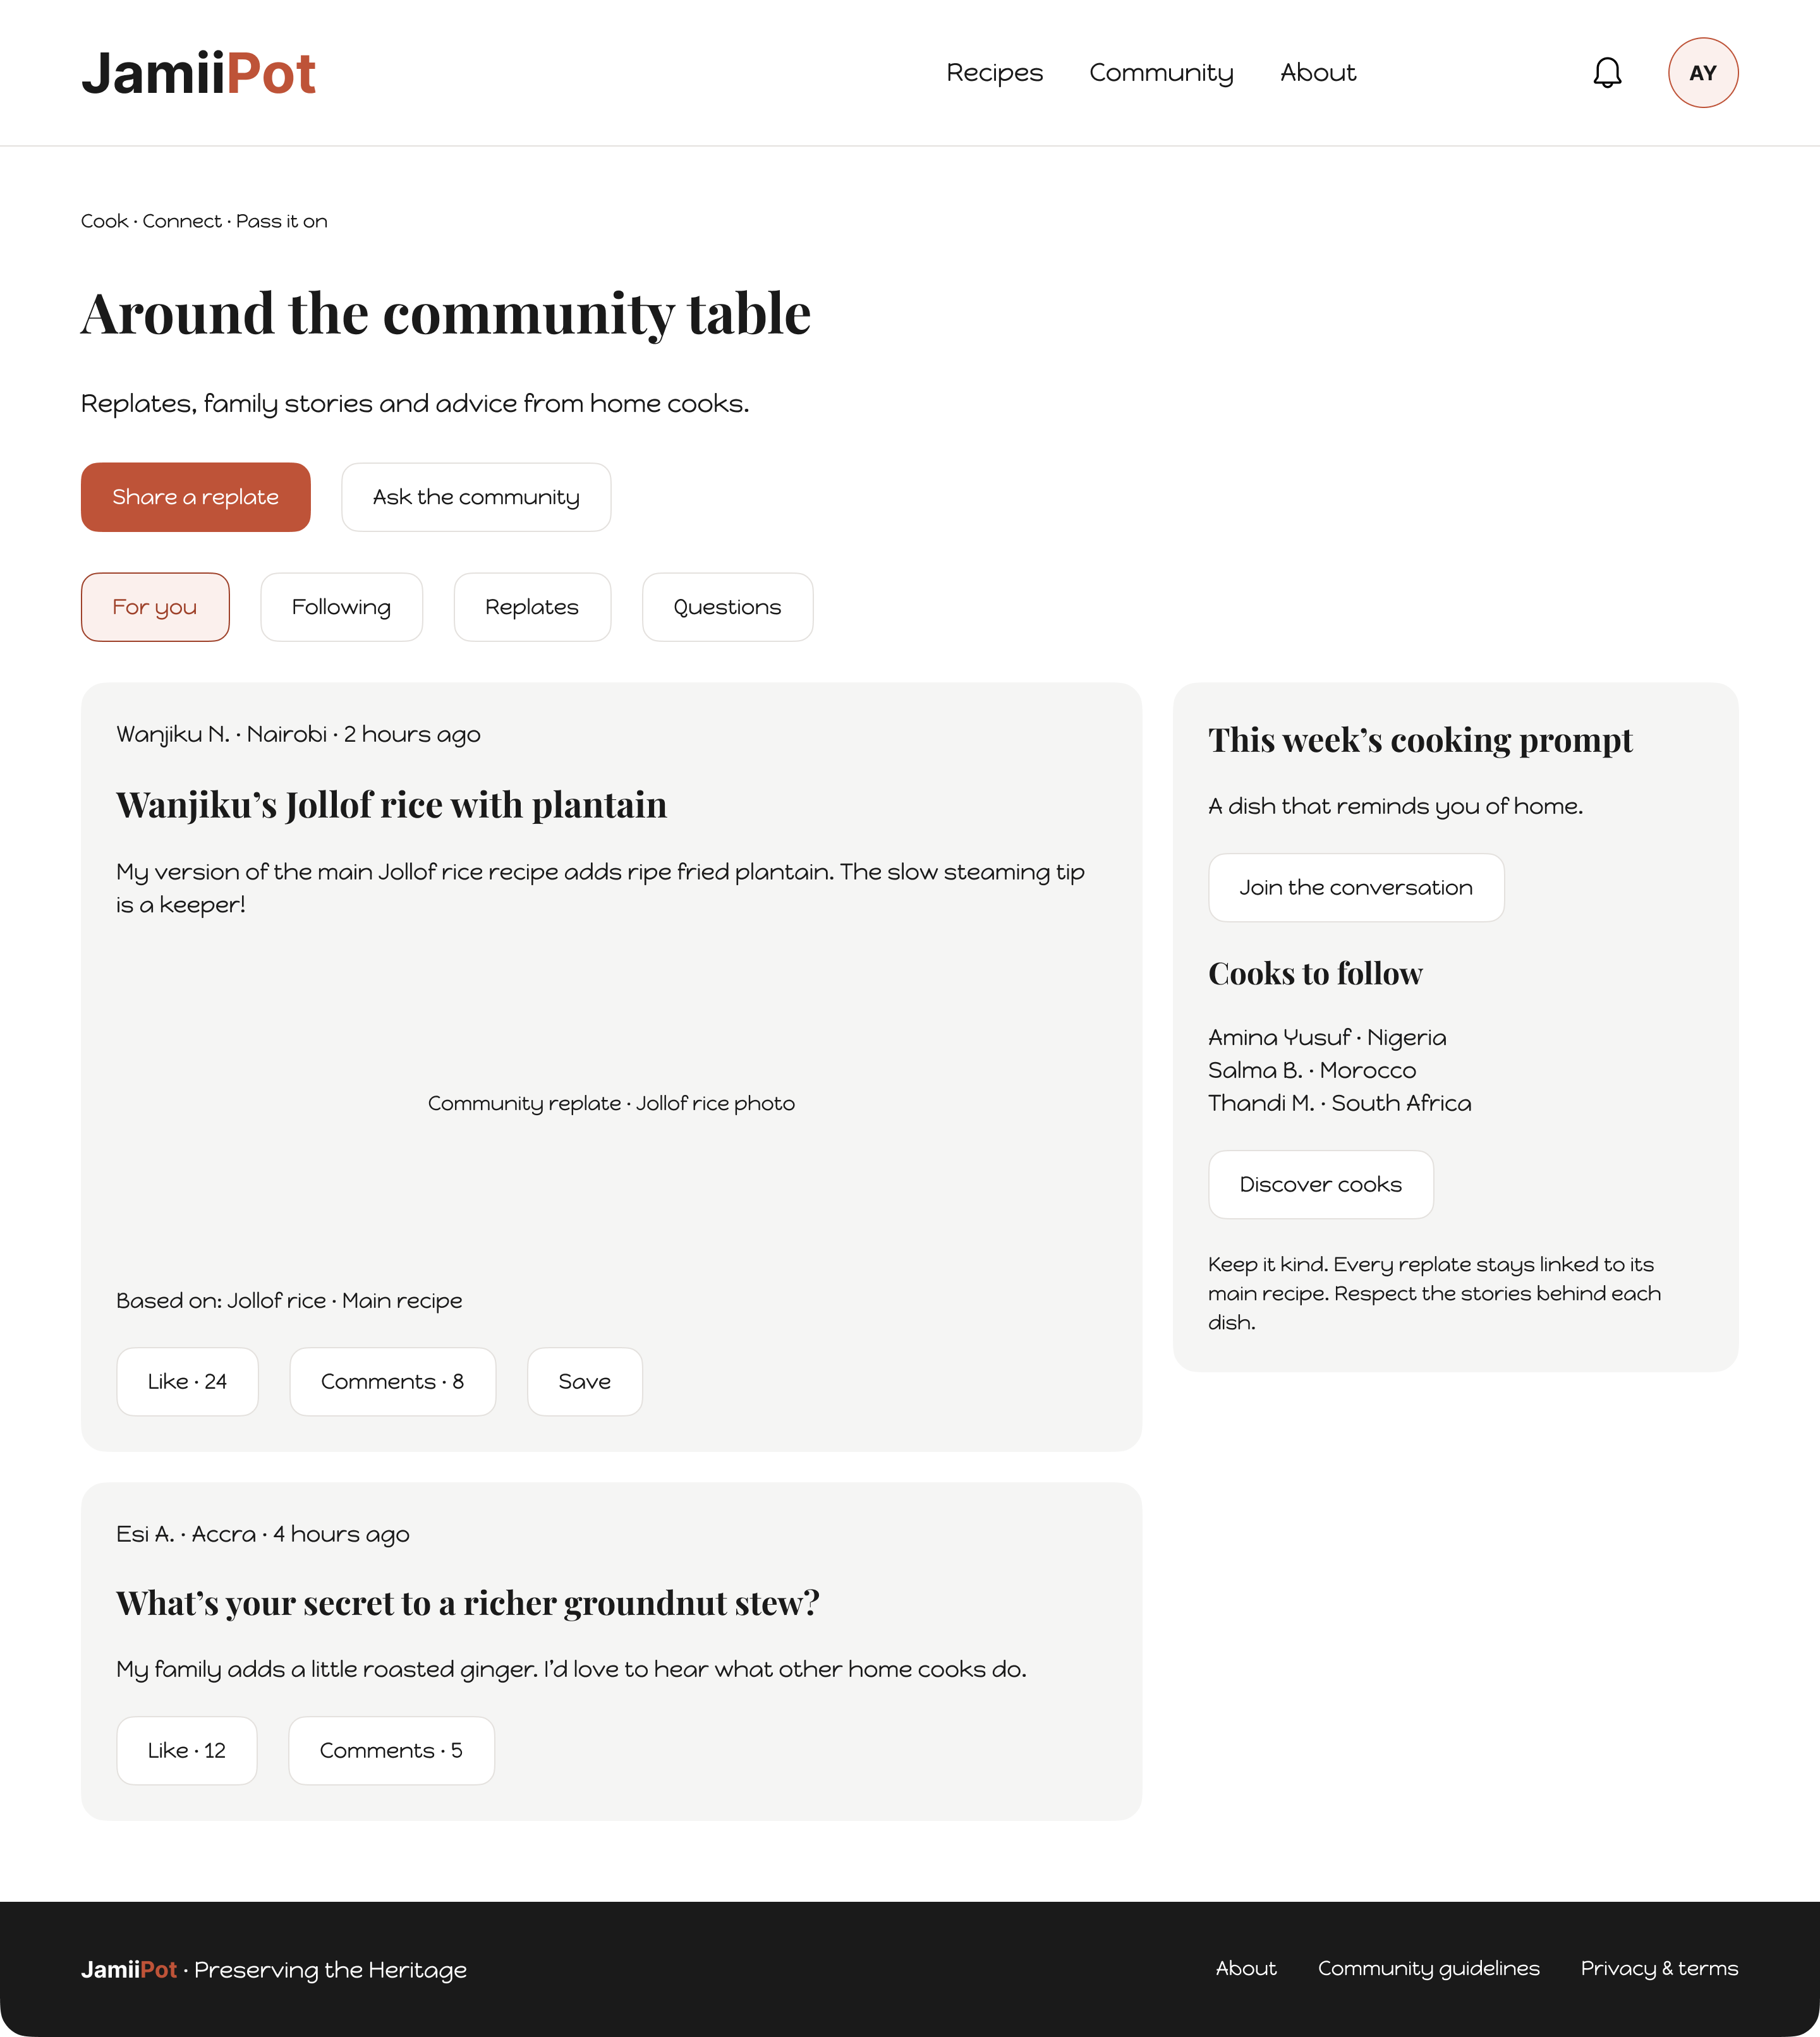 JamiiPot
Recipes
Community
About
AY
Cook · Connect · Pass it on
Around the community table
Replates, family stories and advice from home cooks.
Share a replate
Ask the community
For you
Following
Replates
Questions
Wanjiku N. · Nairobi · 2 hours ago
Wanjiku’s Jollof rice with plantain
My version of the main Jollof rice recipe adds ripe fried plantain. The slow steaming tip
is a keeper!
Community replate · Jollof rice photo
Based on: Jollof rice · Main recipe
Like · 24
Comments · 8
Save
This week’s cooking prompt
A dish that reminds you of home.
Join the conversation
Cooks to follow
Amina Yusuf · Nigeria
Salma B. · Morocco
Thandi M. · South Africa
Discover cooks
Keep it kind. Every replate stays linked to its
main recipe. Respect the stories behind each
dish.
Esi A. · Accra · 4 hours ago
What’s your secret to a richer groundnut stew?
My family adds a little roasted ginger. I’d love to hear what other home cooks do.
Like · 12
Comments · 5
JamiiPot · Preserving the Heritage
About
Community guidelines
Privacy & terms